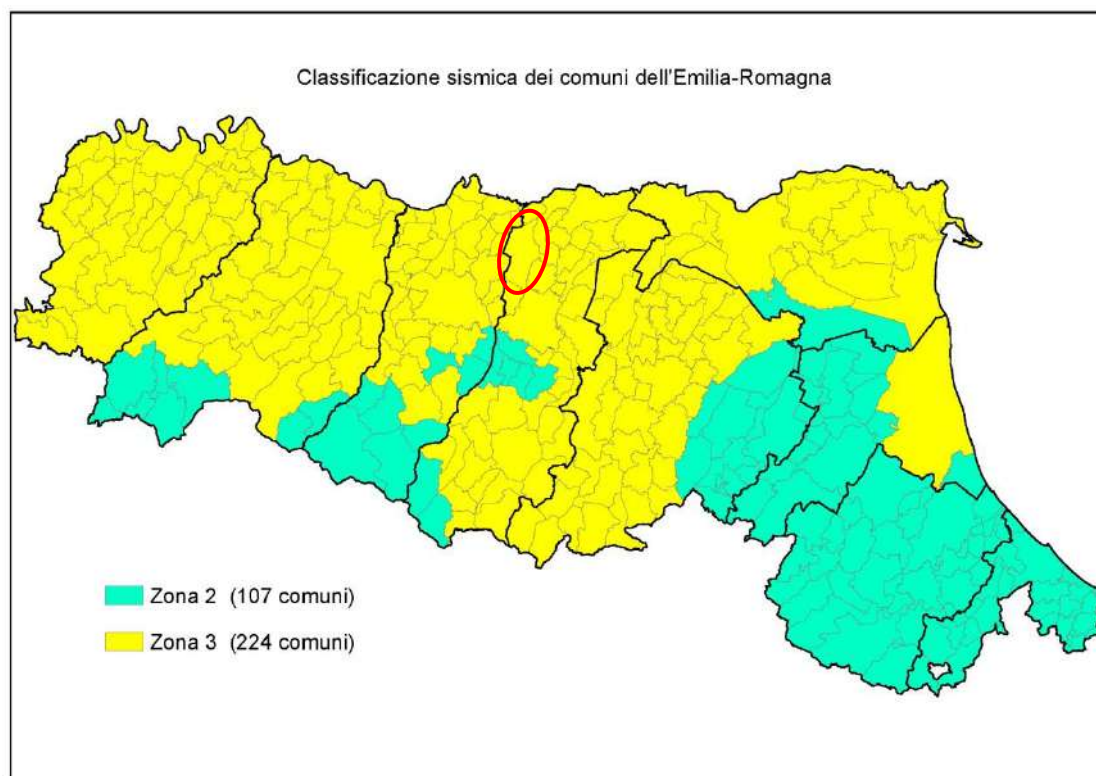 Classificazione sismica dei comuni dell'Emilia-Romagna
Zona 2 (107 comuni)
Zona 3 (224 comuni)